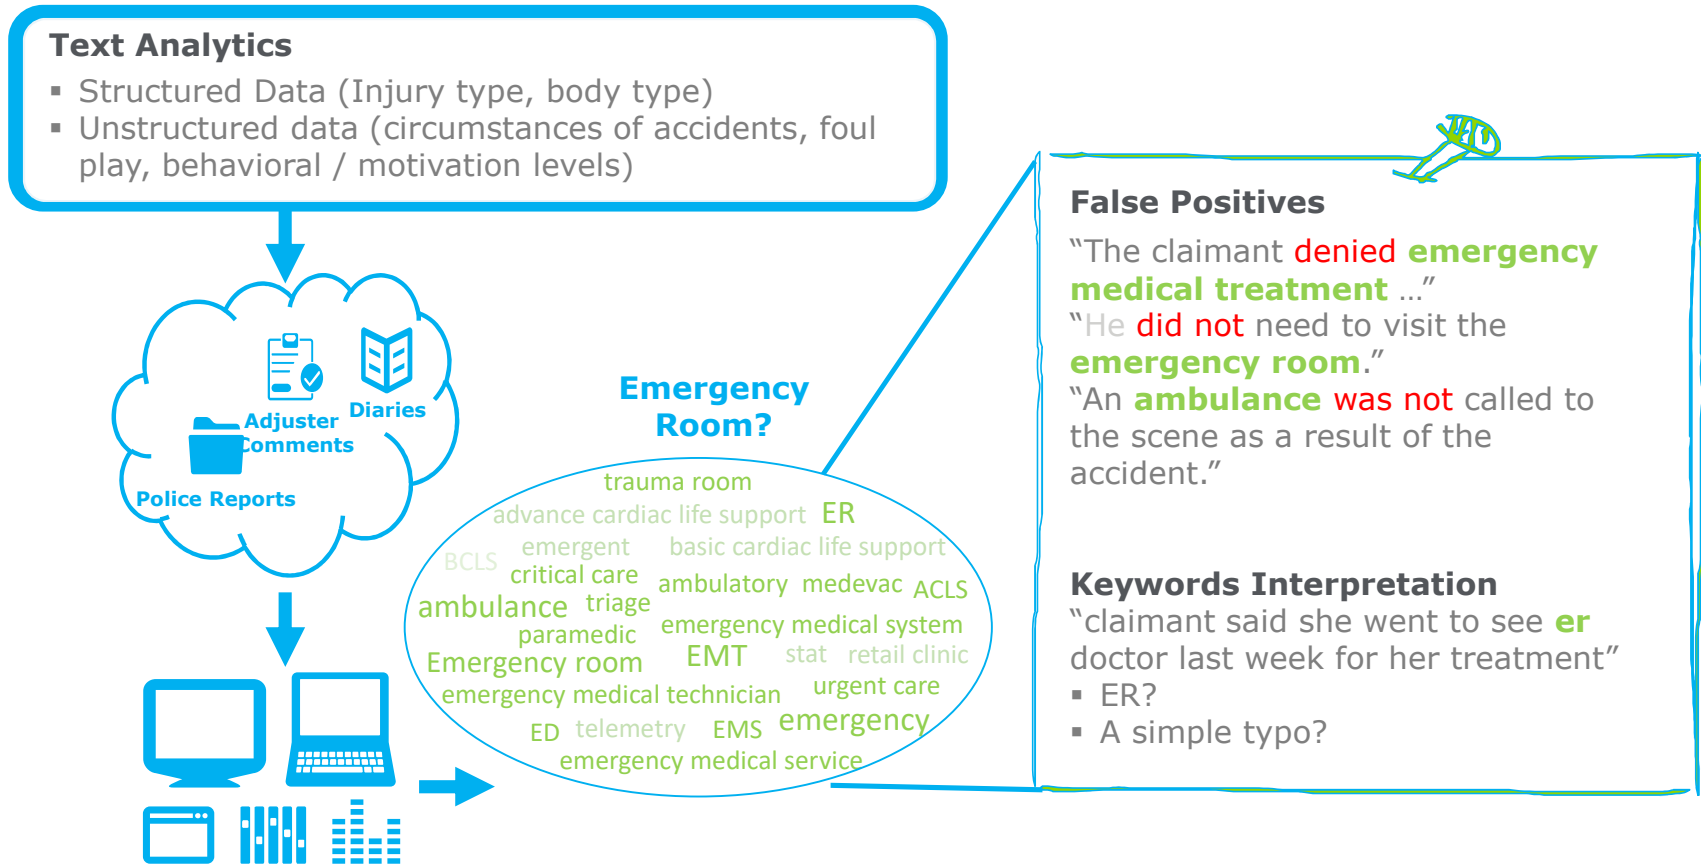 Text Analytics
▪ Structured Data (Injury type, body type)
▪ Unstructured data (circumstances of accidents, foul
play, behavioral / motivation levels)
Adjuster
Comments
Diaries
Police Reports
Emergency
Room?
trauma room
advance cardiac life support ER
BCLS emergent basic cardiac life support
critical care ambulatory medevac ACLS
ambulance triage
paramedic emergency medical system
Emergency room EMT stat retail clinic
emergency medical technician urgent care
ED telemetry EMS emergency
emergency medical service
False Positives
“The claimant denied emergency
medical treatment …”
“He did not need to visit the
emergency room.”
“An ambulance was not called to
the scene as a result of the
accident.”
Keywords Interpretation
“claimant said she went to see er
doctor last week for her treatment”
▪ ER?
▪ A simple typo?